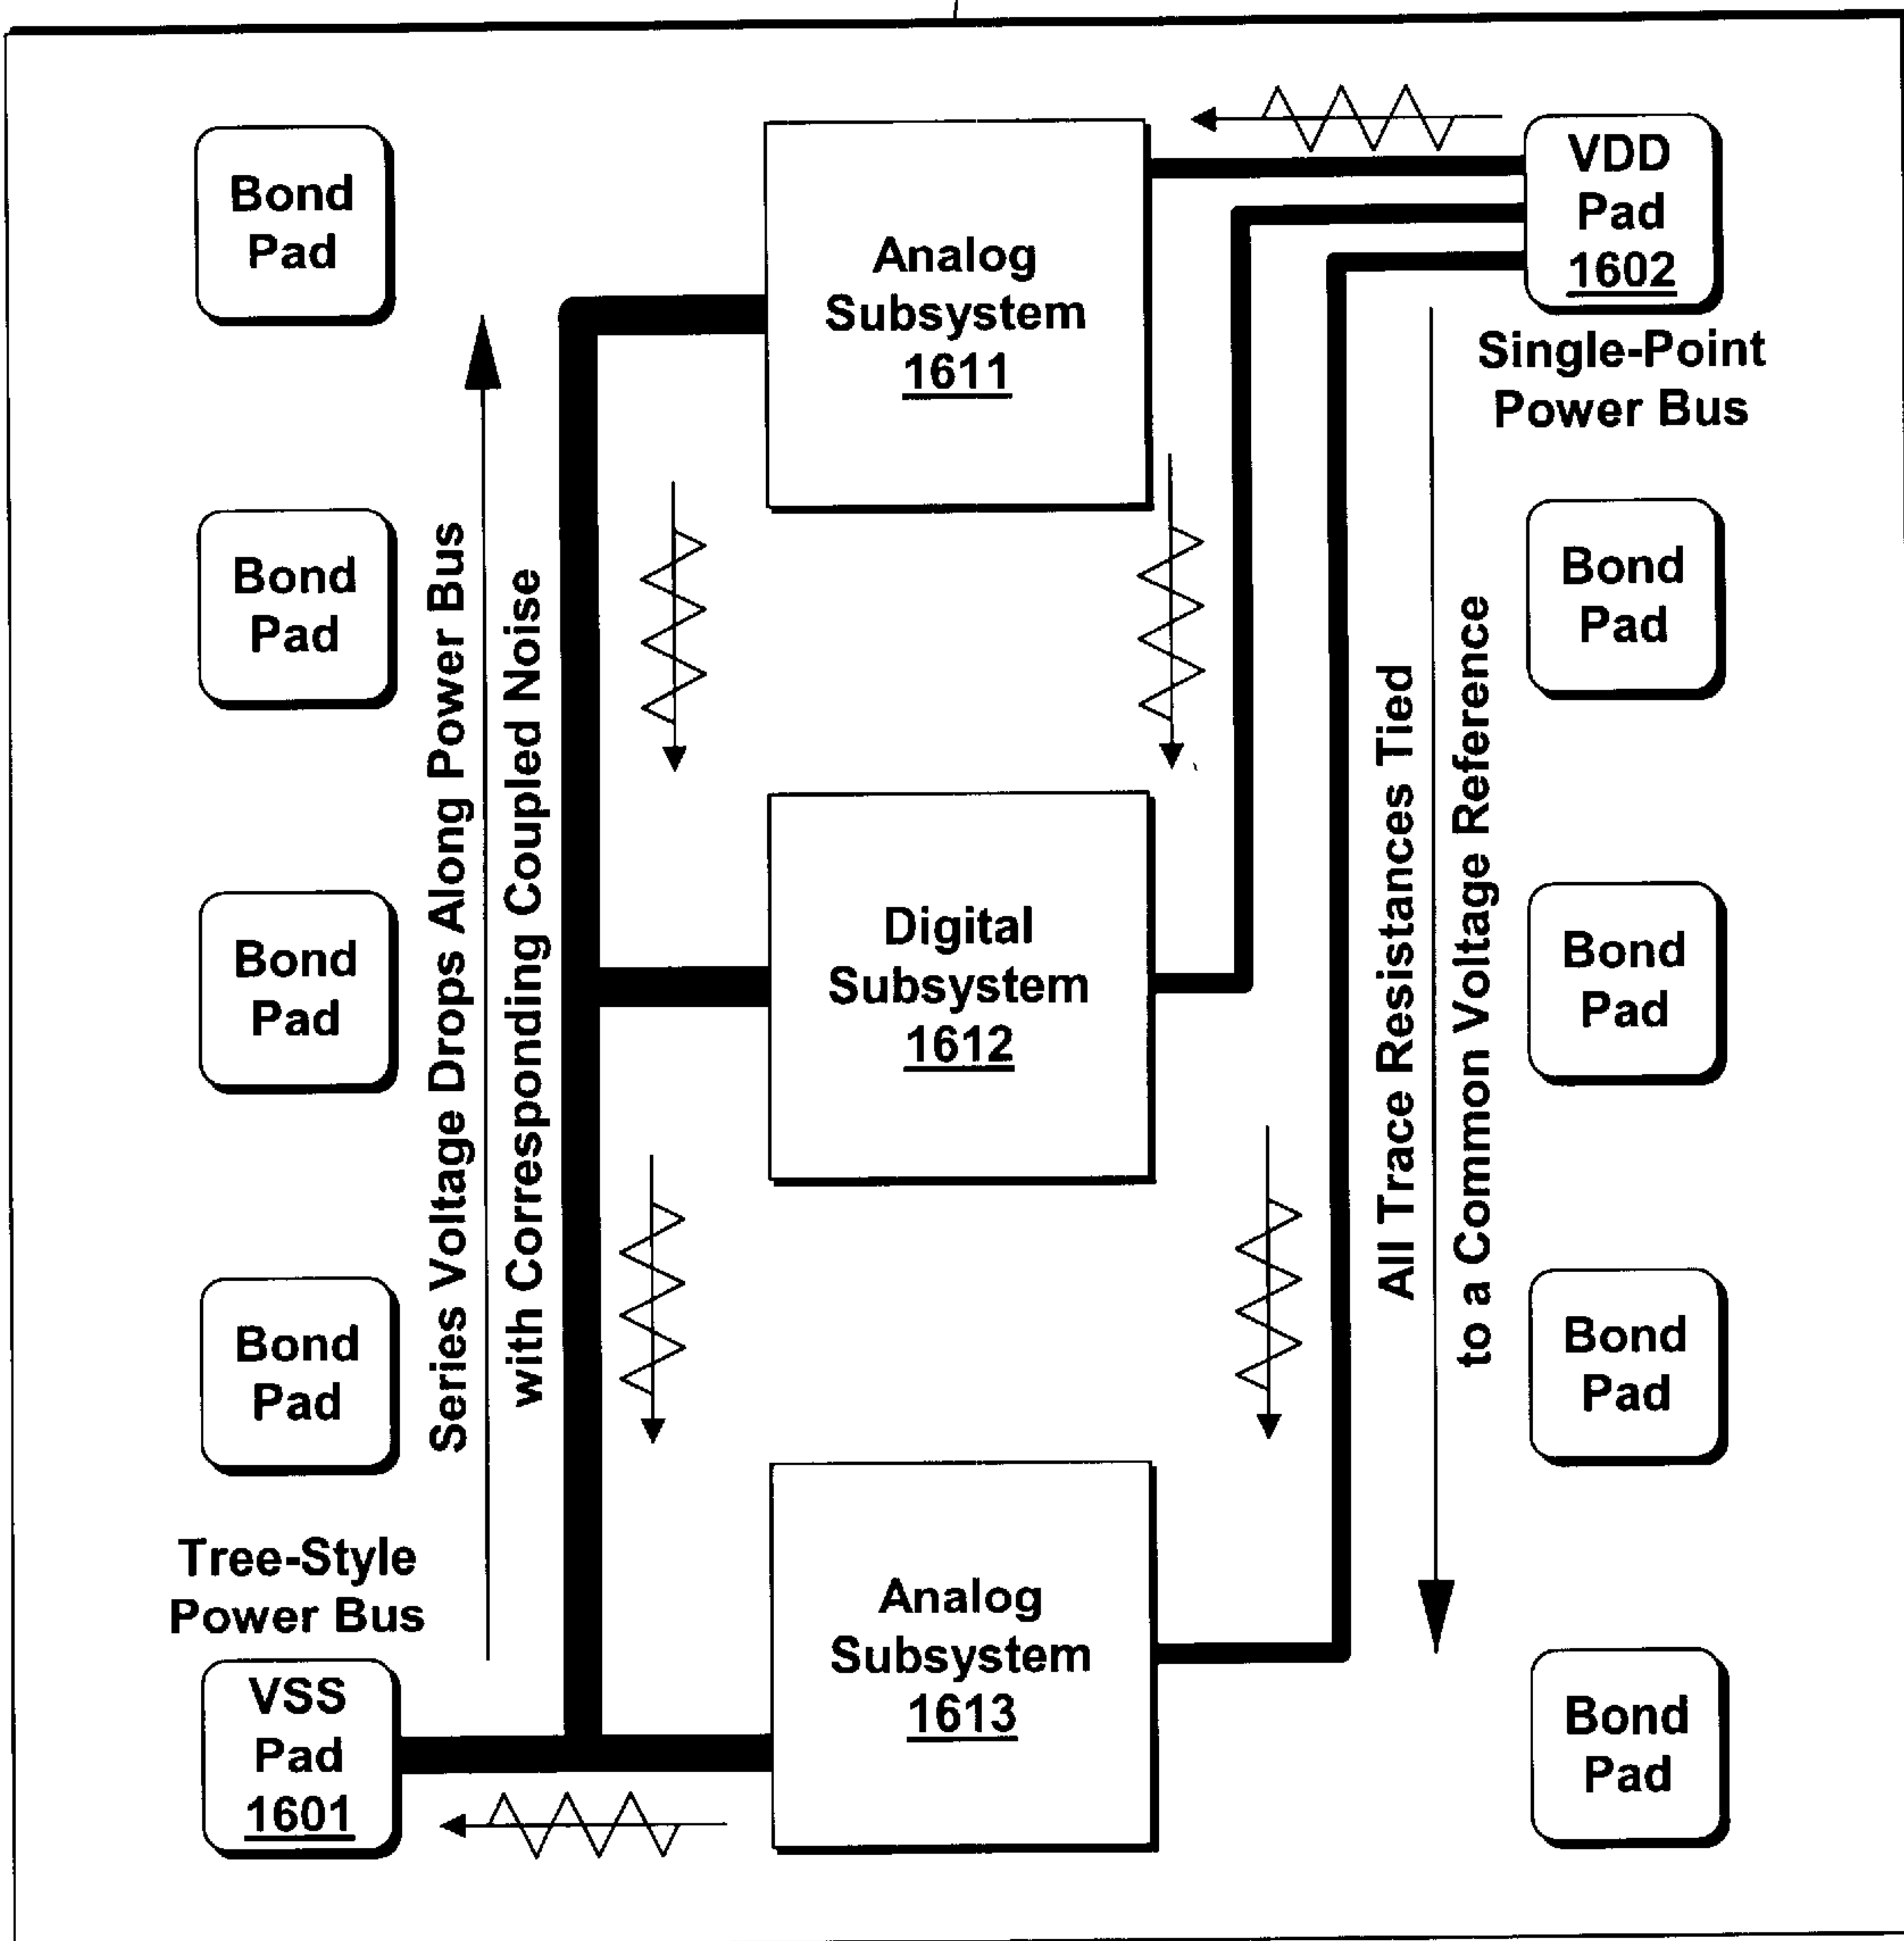 Bond
Pad
Bond
Pad
Bond
Pad
Bond
Pad
Tree-Style
Power Bus
VSS
Pad
1601
Series Voltage Drops Along Power Bus
with Corresponding Coupled Noise
Analog
Subsystem
1611
Digital
Subsystem
1612
Analog
Subsystem
1613
All Trace Resistances Tied
to a Common Voltage Reference
VDD
Pad
1602
Single-Point
Power Bus
Bond
Pad
Bond
Pad
Bond
Pad
Bond
Pad